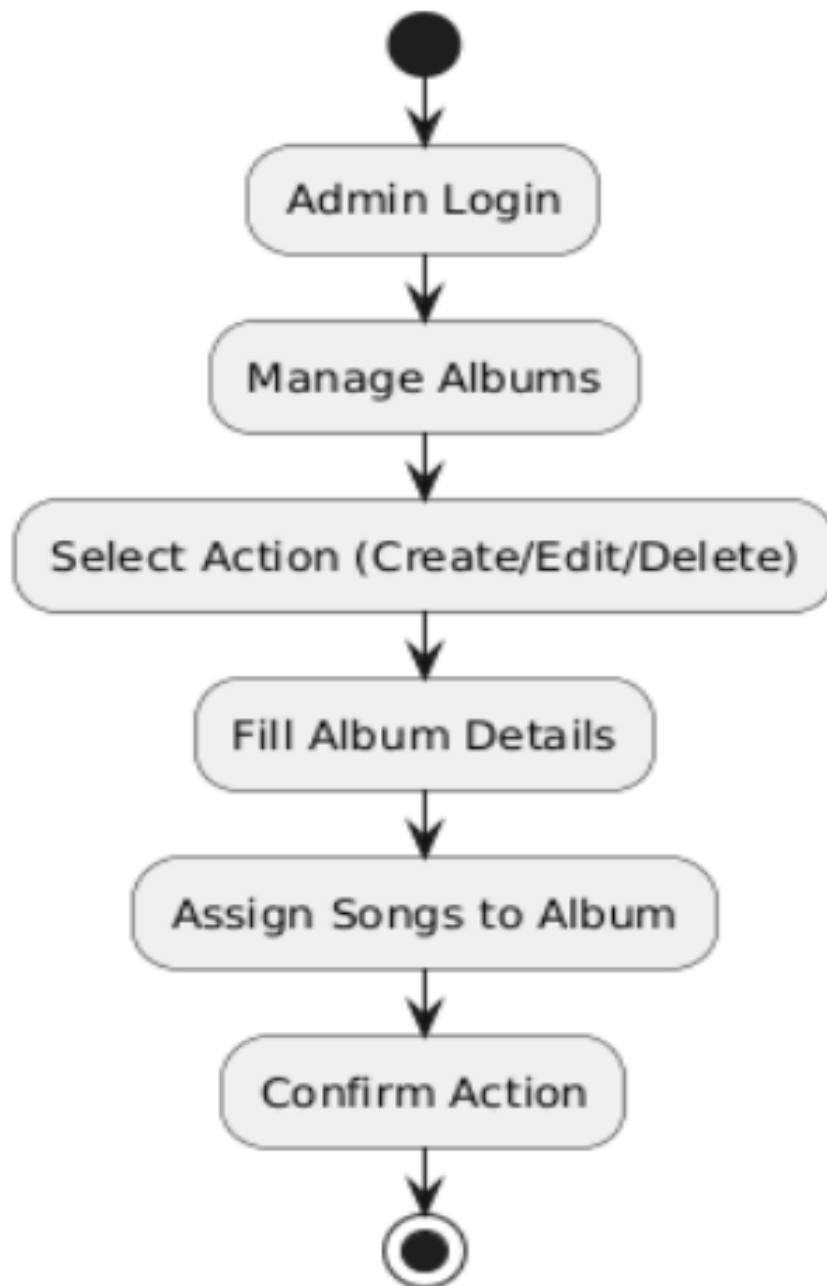 Admin Login
Manage Albums
Select Action (Create/Edit/Delete)
Fill Album Details
Assign Songs to Album
Confirm Action